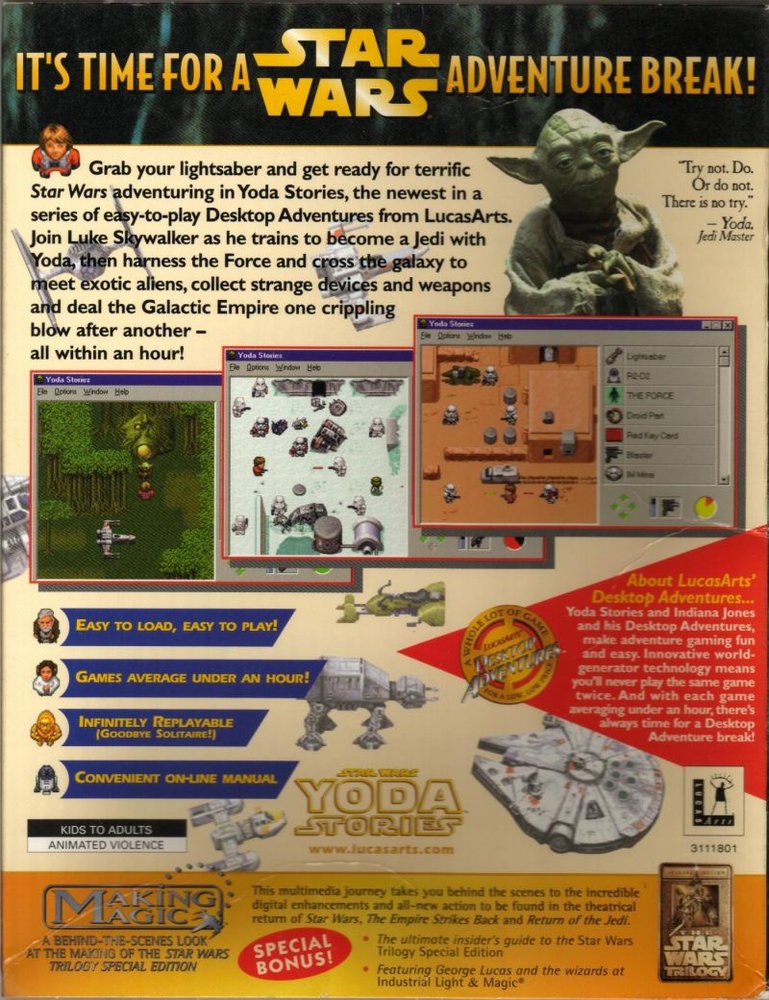 IT'S TIME FOR A STAR WARS ADVENTURE BREAK!
Grab your lightsaber and get ready for terrific
Star Wars adventuring in Yoda Stories, the newest in a
series of easy-to-play Desktop Adventures from LucasArts.
Join Luke Skywalker as he trains to become a Jedi with
Yoda, then harness the Force and cross the galaxy to
meet exotic aliens, collect strange devices and weapons
and deal the Galactic Empire one crippling
blow after another –
all within an hour!
"Try not. Do.
Or do not.
There is no try."
– Yoda,
Jedi Master
Yoda Stories
File Options Window Help
Yoda Stories
File Options Window Help
Yoda Stories
File Options Window Help
Lightsaber
R2-D2
THE FORCE
Droid Part
Red Key Card
Blaster
IM Mine
EASY TO LOAD, EASY TO PLAY!
GAMES AVERAGE UNDER AN HOUR!
INFINITELY REPLAYABLE
(GOODBYE SOLITAIRE!)
CONVENIENT ON-LINE MANUAL
A WHOLE LOT OF GAME
LUCASARTS'
DESKTOP
ADVENTURES
FOR A LOW, LOW PRICE
About LucasArts'
Desktop Adventures...
Yoda Stories and Indiana Jones
and his Desktop Adventures,
make adventure gaming fun
and easy. Innovative world-
generator technology means
you'll never play the same game
twice. And with each game
averaging under an hour, there's
always time for a Desktop
Adventure break!
STAR WARS
YODA
STORIES
www.lucasarts.com
LUCAS
Arts
3111801
KIDS TO ADULTS
ANIMATED VIOLENCE
MAKING
MAGIC
A BEHIND-THE-SCENES LOOK
AT THE MAKING OF THE STAR WARS
TRILOGY SPECIAL EDITION
This multimedia journey takes you behind the scenes to the incredible
digital enhancements and all-new action to be found in the theatrical
return of Star Wars, The Empire Strikes Back and Return of the Jedi.
SPECIAL
BONUS!
• The ultimate insider's guide to the Star Wars
Trilogy Special Edition
• Featuring George Lucas and the wizards at
Industrial Light & Magic®
THE
STAR
WARS
TRILOGY